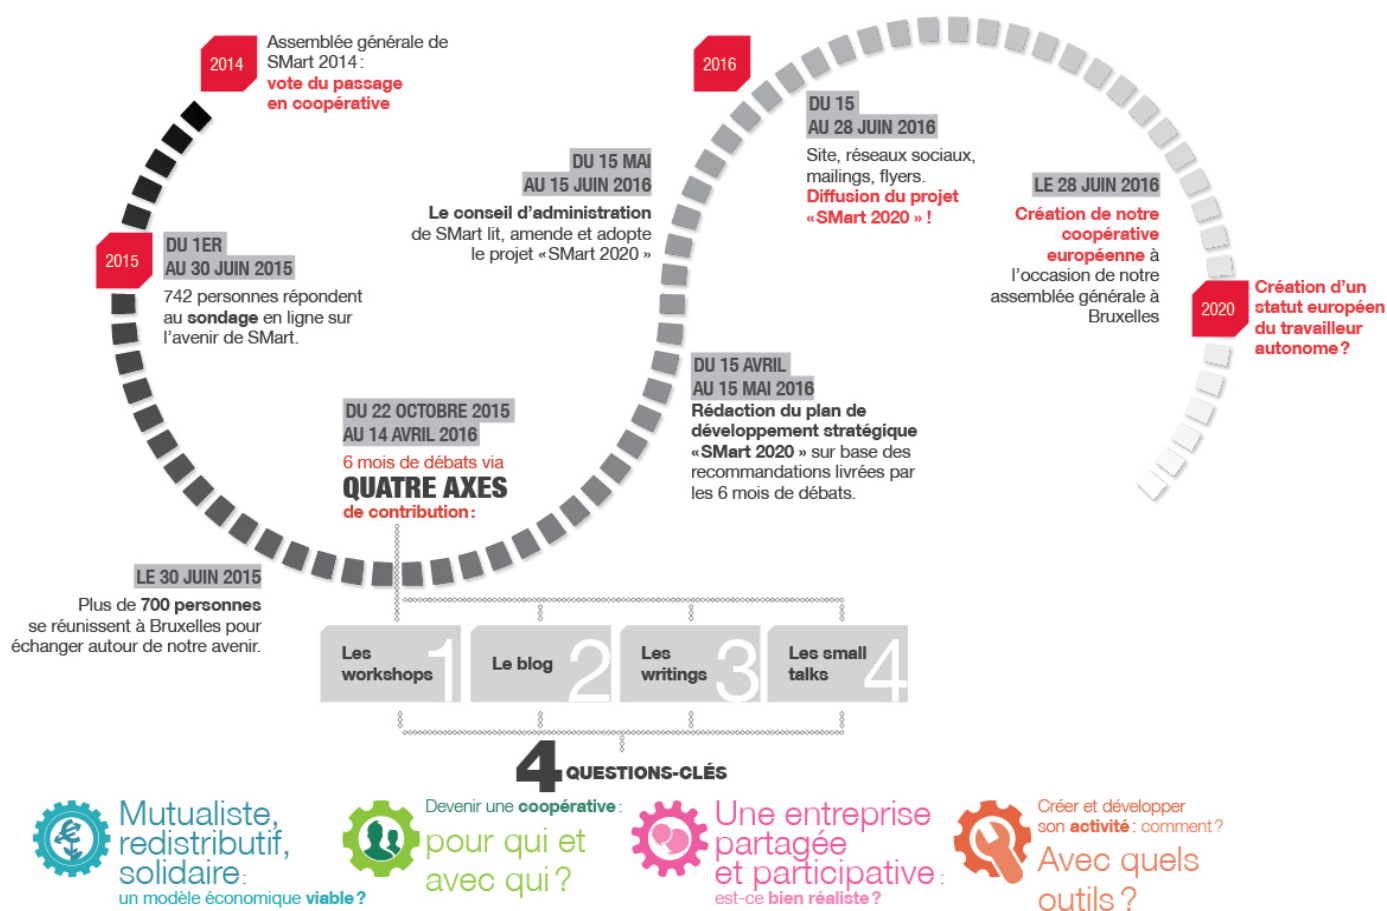 2014
Assemblée générale de
SMart 2014 :
vote du passage
en coopérative
2015
DU 1ER
AU 30 JUIN 2015
742 personnes répondent
au sondage en ligne sur
l’avenir de SMart.
LE 30 JUIN 2015
Plus de 700 personnes
se réunissent à Bruxelles pour
échanger autour de notre avenir.
DU 22 OCTOBRE 2015
AU 14 AVRIL 2016
6 mois de débats via
QUATRE AXES
de contribution :
Les
workshops
1
Le blog
2
Les
writings
3
Les small
talks
4
4 QUESTIONS-CLÉS
Mutualiste,
redistributif,
solidaire :
un modèle économique viable ?
Devenir une coopérative :
pour qui et
avec qui ?
Une entreprise
partagée
et participative :
est-ce bien réaliste ?
Créer et développer
son activité : comment ?
Avec quels
outils ?
DU 15 AVRIL
AU 15 MAI 2016
Rédaction du plan de
développement stratégique
« SMart 2020 » sur base des
recommandations livrées par
les 6 mois de débats.
DU 15 MAI
AU 15 JUIN 2016
Le conseil d’administration
de SMart lit, amende et adopte
le projet « SMart 2020 »
2016
DU 15
AU 28 JUIN 2016
Site, réseaux sociaux,
mailings, flyers.
Diffusion du projet
« SMart 2020 » !
LE 28 JUIN 2016
Création de notre
coopérative
européenne à
l’occasion de notre
assemblée générale à
Bruxelles
2020
Création d’un
statut européen
du travailleur
autonome ?